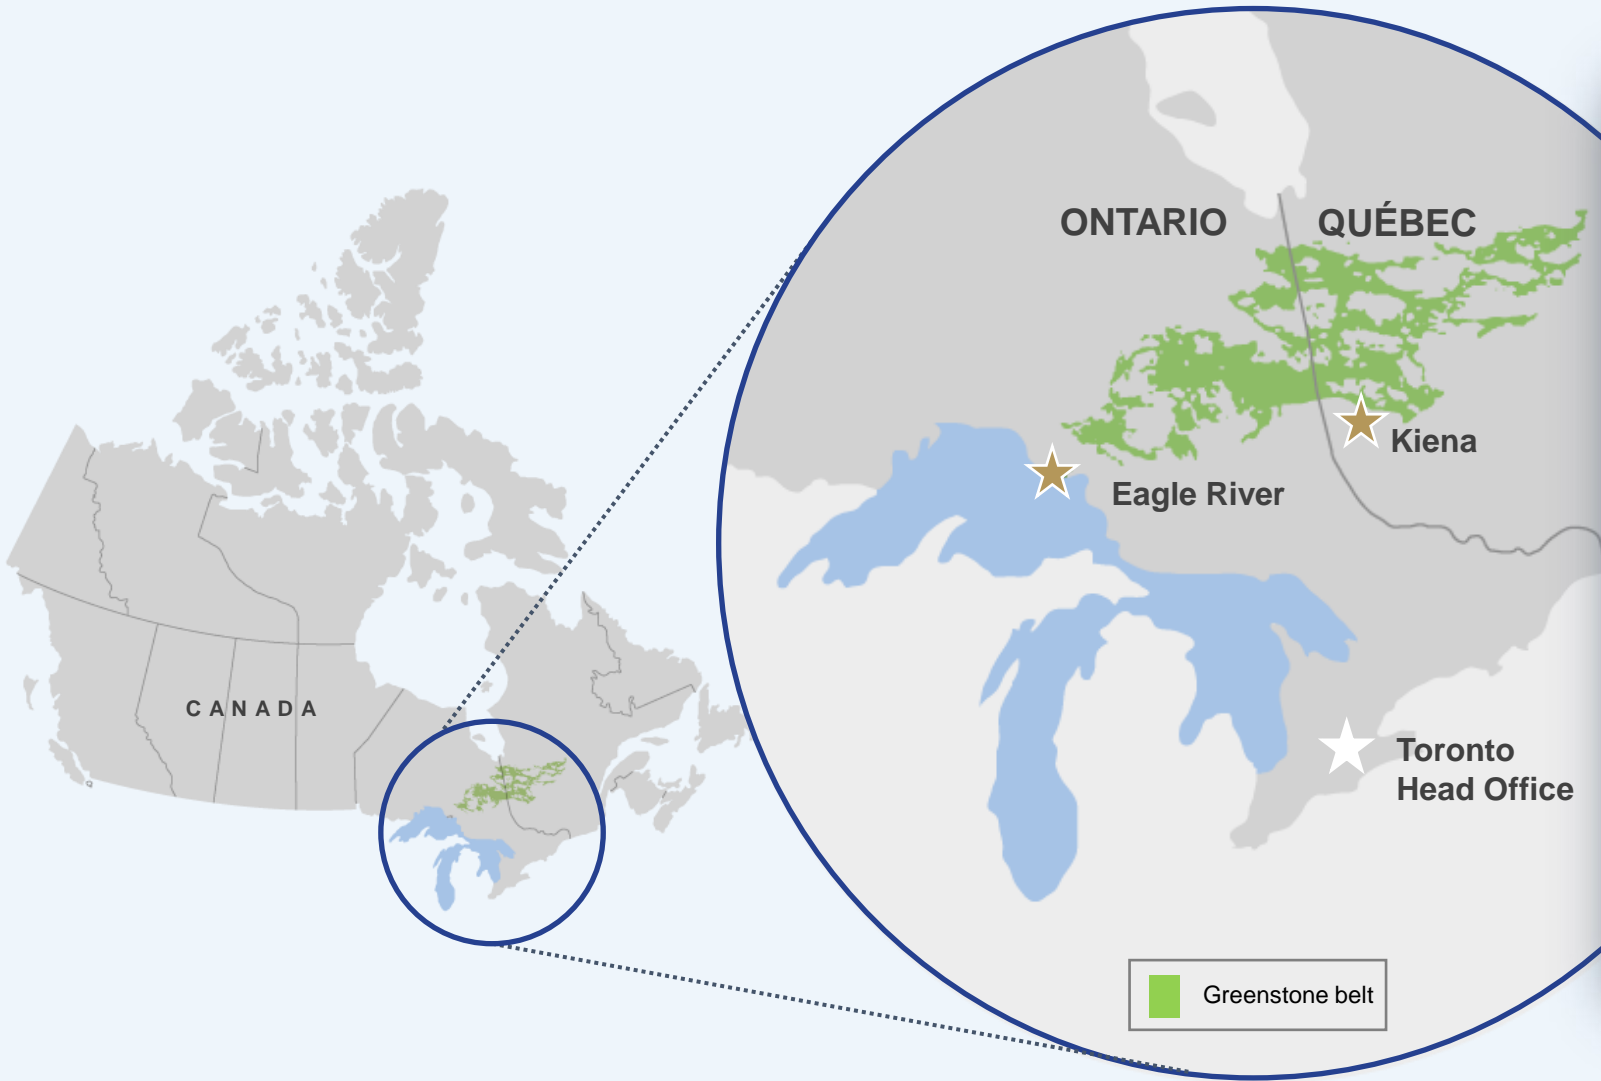 CANADA
ONTARIO
QUÉBEC
Kiena
Eagle River
Toronto
Head Office
Greenstone belt